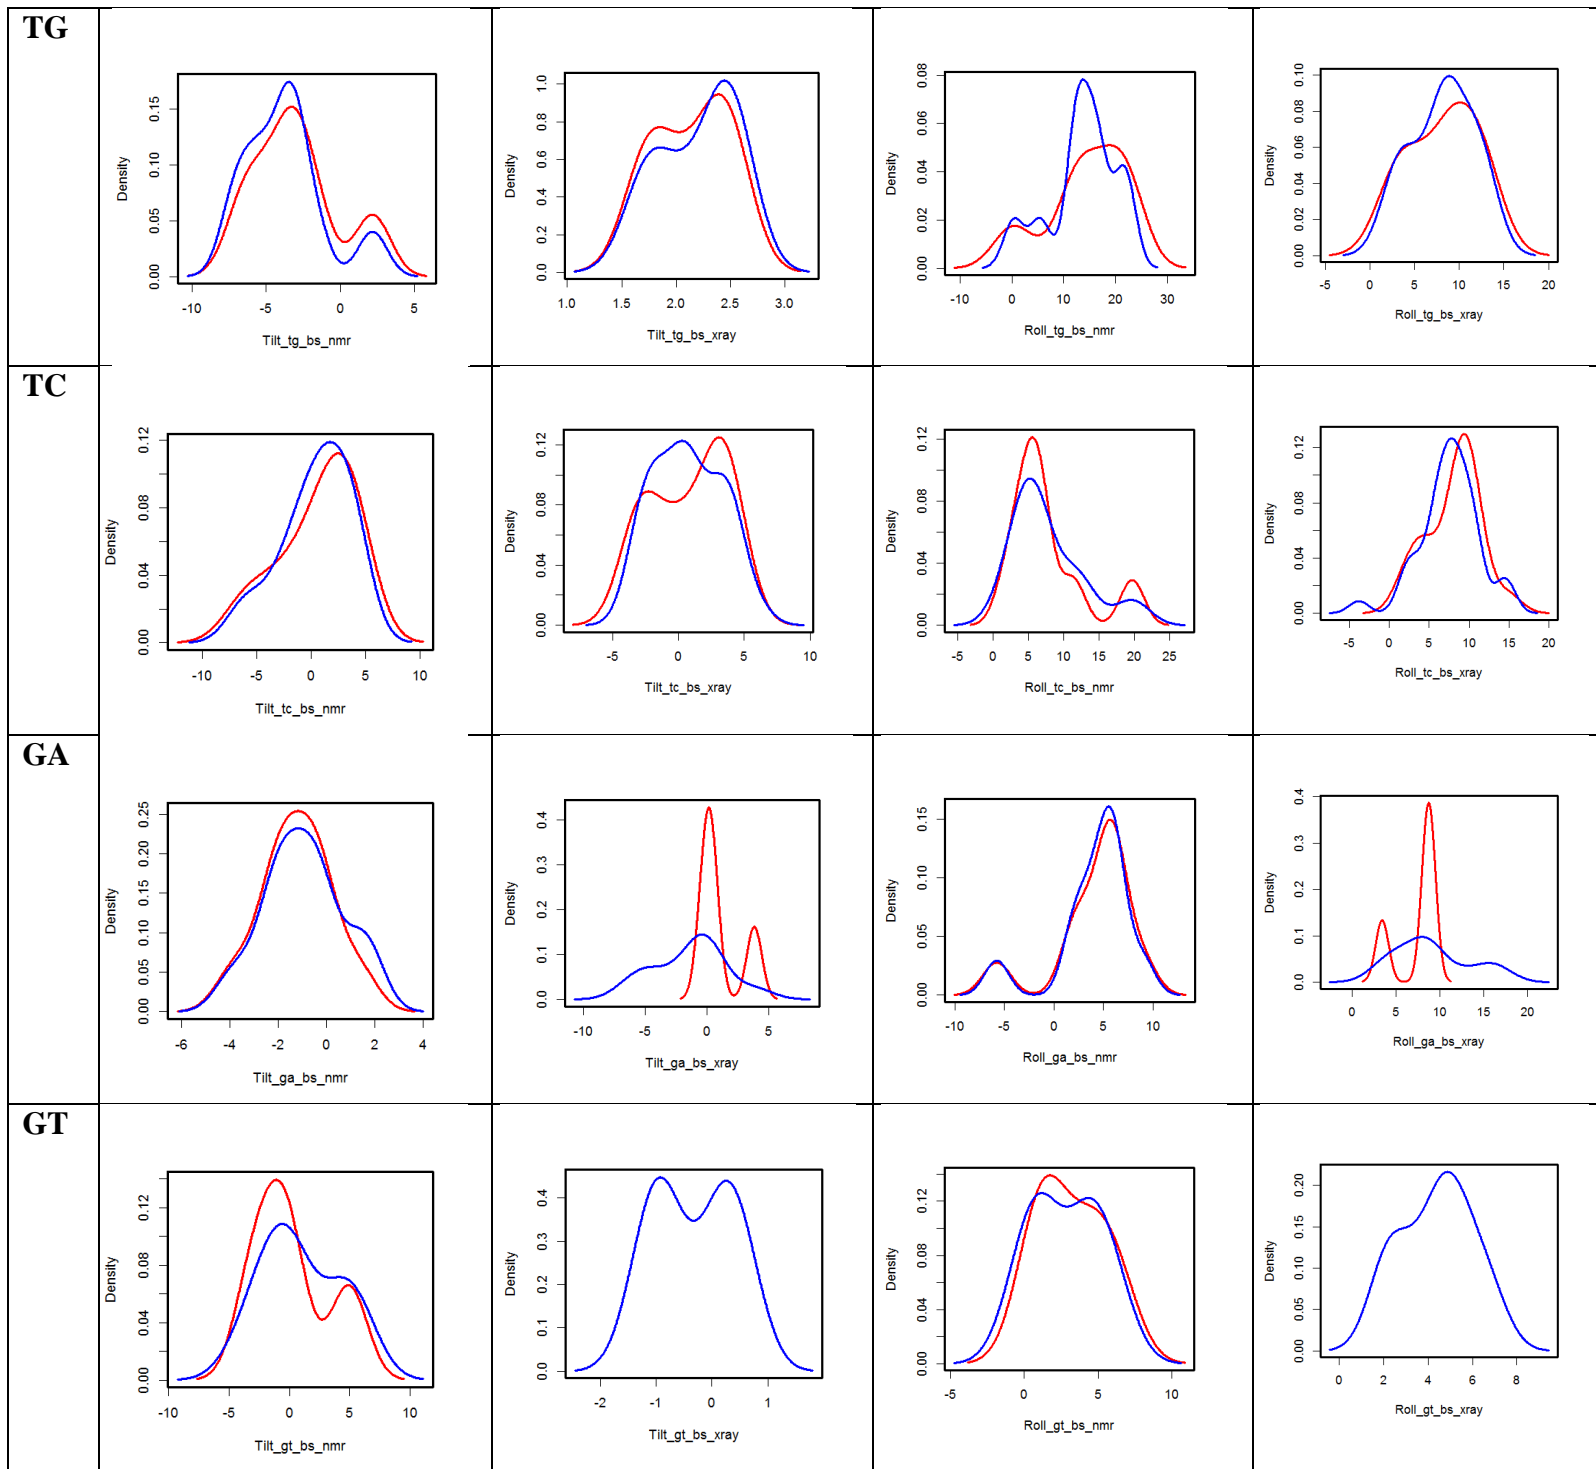 TG
Density
0.00 0.05 0.10 0.15
-10 -5 0 5
Tilt_tg_bs_nmr
Density
0.0 0.2 0.4 0.6 0.8 1.0
1.0 1.5 2.0 2.5 3.0
Tilt_tg_bs_xray
Density
0.00 0.02 0.04 0.06 0.08
-10 0 10 20 30
Roll_tg_bs_nmr
Density
0.00 0.02 0.04 0.06 0.08 0.10
-5 0 5 10 15 20
Roll_tg_bs_xray
TC
Density
0.00 0.04 0.08 0.12
-10 -5 0 5 10
Tilt_tc_bs_nmr
Density
0.00 0.04 0.08 0.12
-5 0 5 10
Tilt_tc_bs_xray
Density
0.00 0.04 0.08 0.12
-5 0 5 10 15 20 25
Roll_tc_bs_nmr
Density
0.00 0.04 0.08 0.12
-5 0 5 10 15 20
Roll_tc_bs_xray
GA
Density
0.00 0.05 0.10 0.15 0.20 0.25
-6 -4 -2 0 2 4
Tilt_ga_bs_nmr
Density
0.0 0.1 0.2 0.3 0.4
-10 -5 0 5
Tilt_ga_bs_xray
Density
0.00 0.05 0.10 0.15
-10 -5 0 5 10
Roll_ga_bs_nmr
Density
0.0 0.1 0.2 0.3 0.4
0 5 10 15 20
Roll_ga_bs_xray
GT
Density
0.00 0.04 0.08 0.12
-10 -5 0 5 10
Tilt_gt_bs_nmr
Density
0.0 0.1 0.2 0.3 0.4
-2 -1 0 1
Tilt_gt_bs_xray
Density
0.00 0.04 0.08 0.12
-5 0 5 10
Roll_gt_bs_nmr
Density
0.00 0.05 0.10 0.15 0.20
0 2 4 6 8
Roll_gt_bs_xray